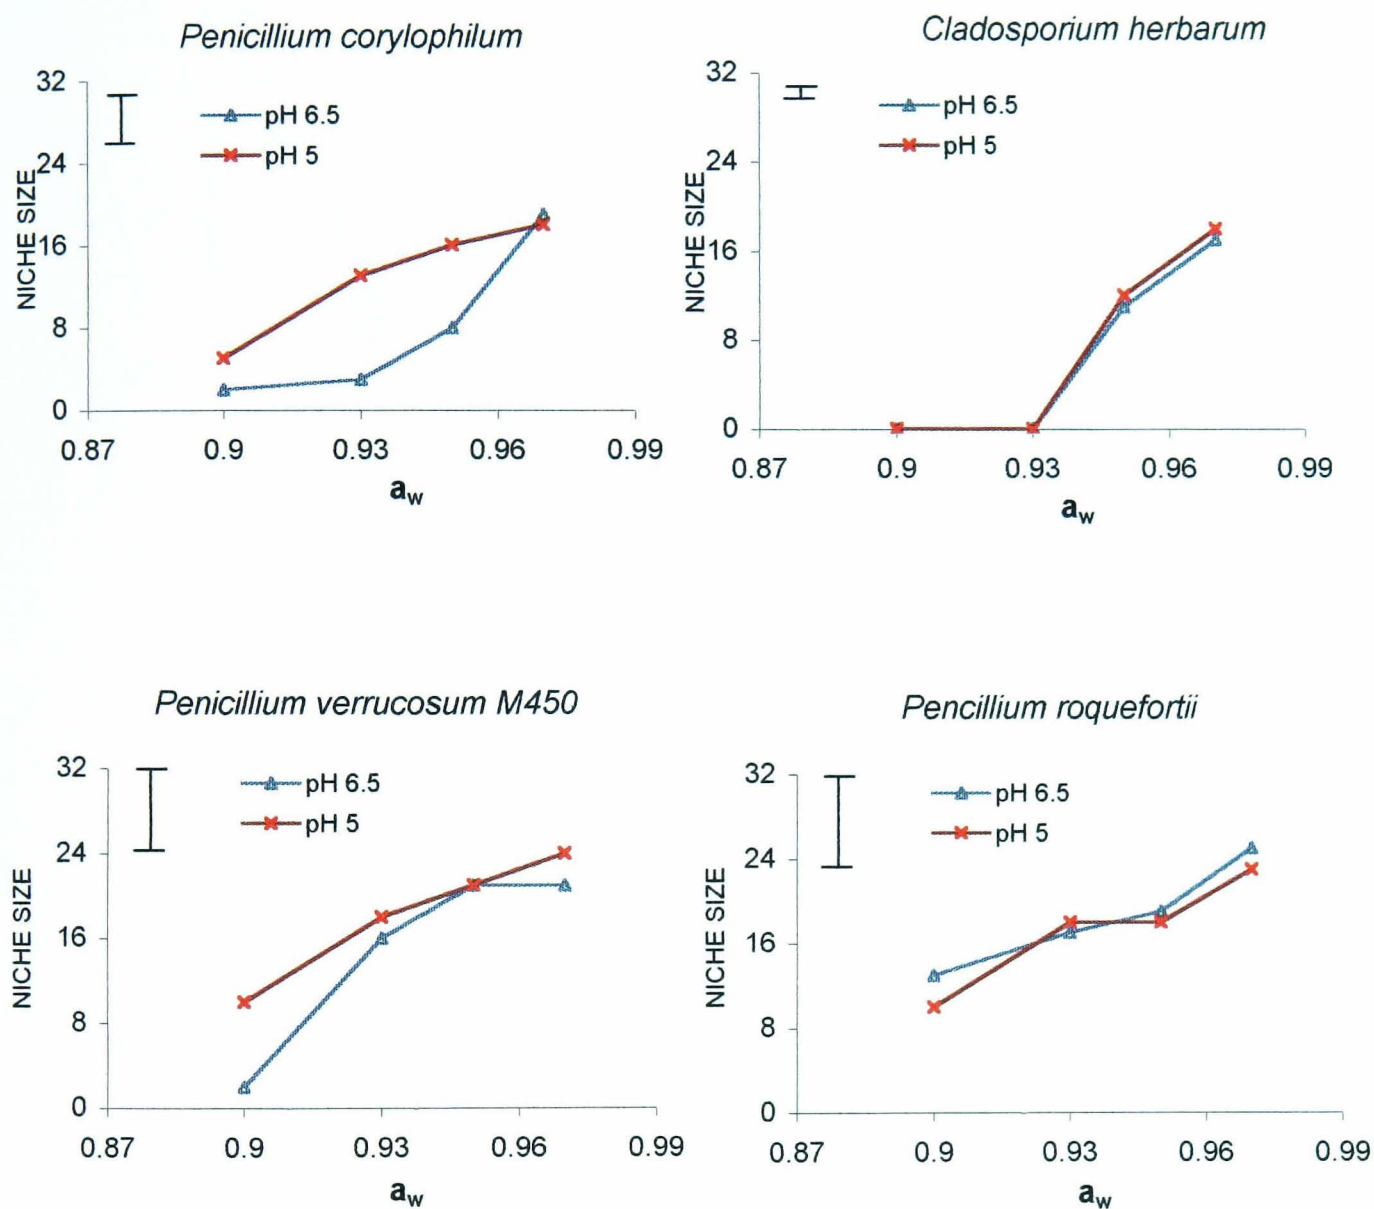 Penicillium corylophilum
32
24
16
8
0
NICHE SIZE
pH 6.5
pH 5
0.87 0.9 0.93 0.96 0.99
aw
Cladosporium herbarum
32
24
16
8
0
NICHE SIZE
pH 6.5
pH 5
0.87 0.9 0.93 0.96 0.99
aw
Penicillium verrucosum M450
32
24
16
8
0
NICHE SIZE
pH 6.5
pH 5
0.87 0.9 0.93 0.96 0.99
aw
Pencillium roquefortii
32
24
16
8
0
NICHE SIZE
pH 6.5
pH 5
0.87 0.9 0.93 0.96 0.99
aw